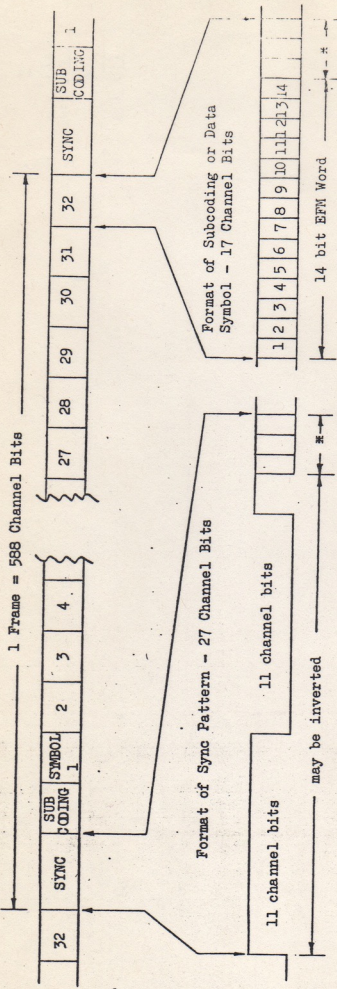 1 Frame = 588 Channel Bits
32 SYNC SUB CODING SYMBOL 1 2 3 4 27 28 29 30 31 32 SYNC SUB CODING 1
Format of Sync Pattern - 27 Channel Bits
Format of Subcoding or Data
Symbol - 17 Channel Bits
11 channel bits 11 channel bits
1 2 3 4 5 6 7 8 9 10 11 12 13 14
may be inverted *
14 bit EFM Word *